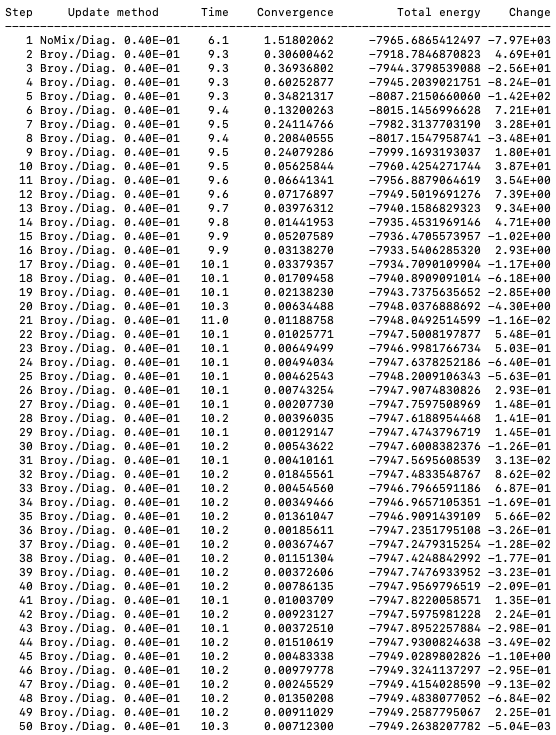 Step     Update method      Time    Convergence         Total energy    Change
------------------------------------------------------------------------------
   1 NoMix/Diag. 0.40E-01    6.1     1.51802062     -7965.6865412497 -7.97E+03
   2 Broy./Diag. 0.40E-01    9.3     0.30600462     -7918.7846870823  4.69E+01
   3 Broy./Diag. 0.40E-01    9.3     0.36936802     -7944.3798539088 -2.56E+01
   4 Broy./Diag. 0.40E-01    9.3     0.60252877     -7945.2039021751 -8.24E-01
   5 Broy./Diag. 0.40E-01    9.3     0.34821317     -8087.2150660060 -1.42E+02
   6 Broy./Diag. 0.40E-01    9.4     0.13200263     -8015.1456996628  7.21E+01
   7 Broy./Diag. 0.40E-01    9.5     0.24114766     -7982.3137703190  3.28E+01
   8 Broy./Diag. 0.40E-01    9.4     0.20840555     -8017.1547958741 -3.48E+01
   9 Broy./Diag. 0.40E-01    9.5     0.24079286     -7999.1693193037  1.80E+01
  10 Broy./Diag. 0.40E-01    9.5     0.05625844     -7960.4254271744  3.87E+01
  11 Broy./Diag. 0.40E-01    9.6     0.06641341     -7956.8879064619  3.54E+00
  12 Broy./Diag. 0.40E-01    9.6     0.07176897     -7949.5019691276  7.39E+00
  13 Broy./Diag. 0.40E-01    9.7     0.03976312     -7940.1586829323  9.34E+00
  14 Broy./Diag. 0.40E-01    9.8     0.01441953     -7935.4531969146  4.71E+00
  15 Broy./Diag. 0.40E-01    9.9     0.05207589     -7936.4705573957 -1.02E+00
  16 Broy./Diag. 0.40E-01    9.9     0.03138270     -7933.5406285320  2.93E+00
  17 Broy./Diag. 0.40E-01   10.1     0.03379357     -7934.7090109904 -1.17E+00
  18 Broy./Diag. 0.40E-01   10.1     0.01709458     -7940.8909091014 -6.18E+00
  19 Broy./Diag. 0.40E-01   10.1     0.02138230     -7943.7375635652 -2.85E+00
  20 Broy./Diag. 0.40E-01   10.3     0.00634488     -7948.0376888692 -4.30E+00
  21 Broy./Diag. 0.40E-01   11.0     0.01188758     -7948.0492514599 -1.16E-02
  22 Broy./Diag. 0.40E-01   10.1     0.01025771     -7947.5008197877  5.48E-01
  23 Broy./Diag. 0.40E-01   10.1     0.00649499     -7946.9981766734  5.03E-01
  24 Broy./Diag. 0.40E-01   10.1     0.00494034     -7947.6378252186 -6.40E-01
  25 Broy./Diag. 0.40E-01   10.1     0.00462543     -7948.2009106343 -5.63E-01
  26 Broy./Diag. 0.40E-01   10.1     0.00743254     -7947.9074830826  2.93E-01
  27 Broy./Diag. 0.40E-01   10.1     0.00207730     -7947.7597508969  1.48E-01
  28 Broy./Diag. 0.40E-01   10.2     0.00396035     -7947.6188954468  1.41E-01
  29 Broy./Diag. 0.40E-01   10.1     0.00129147     -7947.4743796719  1.45E-01
  30 Broy./Diag. 0.40E-01   10.2     0.00543622     -7947.6008382376 -1.26E-01
  31 Broy./Diag. 0.40E-01   10.2     0.00410161     -7947.5695608539  3.13E-02
  32 Broy./Diag. 0.40E-01   10.2     0.01845561     -7947.4833548767  8.62E-02
  33 Broy./Diag. 0.40E-01   10.2     0.00454560     -7946.7966591186  6.87E-01
  34 Broy./Diag. 0.40E-01   10.2     0.00349466     -7946.9657105351 -1.69E-01
  35 Broy./Diag. 0.40E-01   10.2     0.01361047     -7946.9091439109  5.66E-02
  36 Broy./Diag. 0.40E-01   10.2     0.00185611     -7947.2351795108 -3.26E-01
  37 Broy./Diag. 0.40E-01   10.2     0.00367467     -7947.2479315254 -1.28E-02
  38 Broy./Diag. 0.40E-01   10.2     0.01151304     -7947.4248842992 -1.77E-01
  39 Broy./Diag. 0.40E-01   10.2     0.00372606     -7947.7476933952 -3.23E-01
  40 Broy./Diag. 0.40E-01   10.2     0.00786135     -7947.9569796519 -2.09E-01
  41 Broy./Diag. 0.40E-01   10.1     0.01003709     -7947.8220058571  1.35E-01
  42 Broy./Diag. 0.40E-01   10.2     0.00923127     -7947.5975981228  2.24E-01
  43 Broy./Diag. 0.40E-01   10.1     0.00372510     -7947.8952257884 -2.98E-01
  44 Broy./Diag. 0.40E-01   10.2     0.01510619     -7947.9300824638 -3.49E-02
  45 Broy./Diag. 0.40E-01   10.2     0.00483338     -7949.0289802826 -1.10E+00
  46 Broy./Diag. 0.40E-01   10.2     0.00979778     -7949.3241137297 -2.95E-01
  47 Broy./Diag. 0.40E-01   10.2     0.00245529     -7949.4154028590 -9.13E-02
  48 Broy./Diag. 0.40E-01   10.2     0.01350208     -7949.4838077052 -6.84E-02
  49 Broy./Diag. 0.40E-01   10.2     0.00911029     -7949.2587795067  2.25E-01
  50 Broy./Diag. 0.40E-01   10.3     0.00712300     -7949.2638207782 -5.04E-03